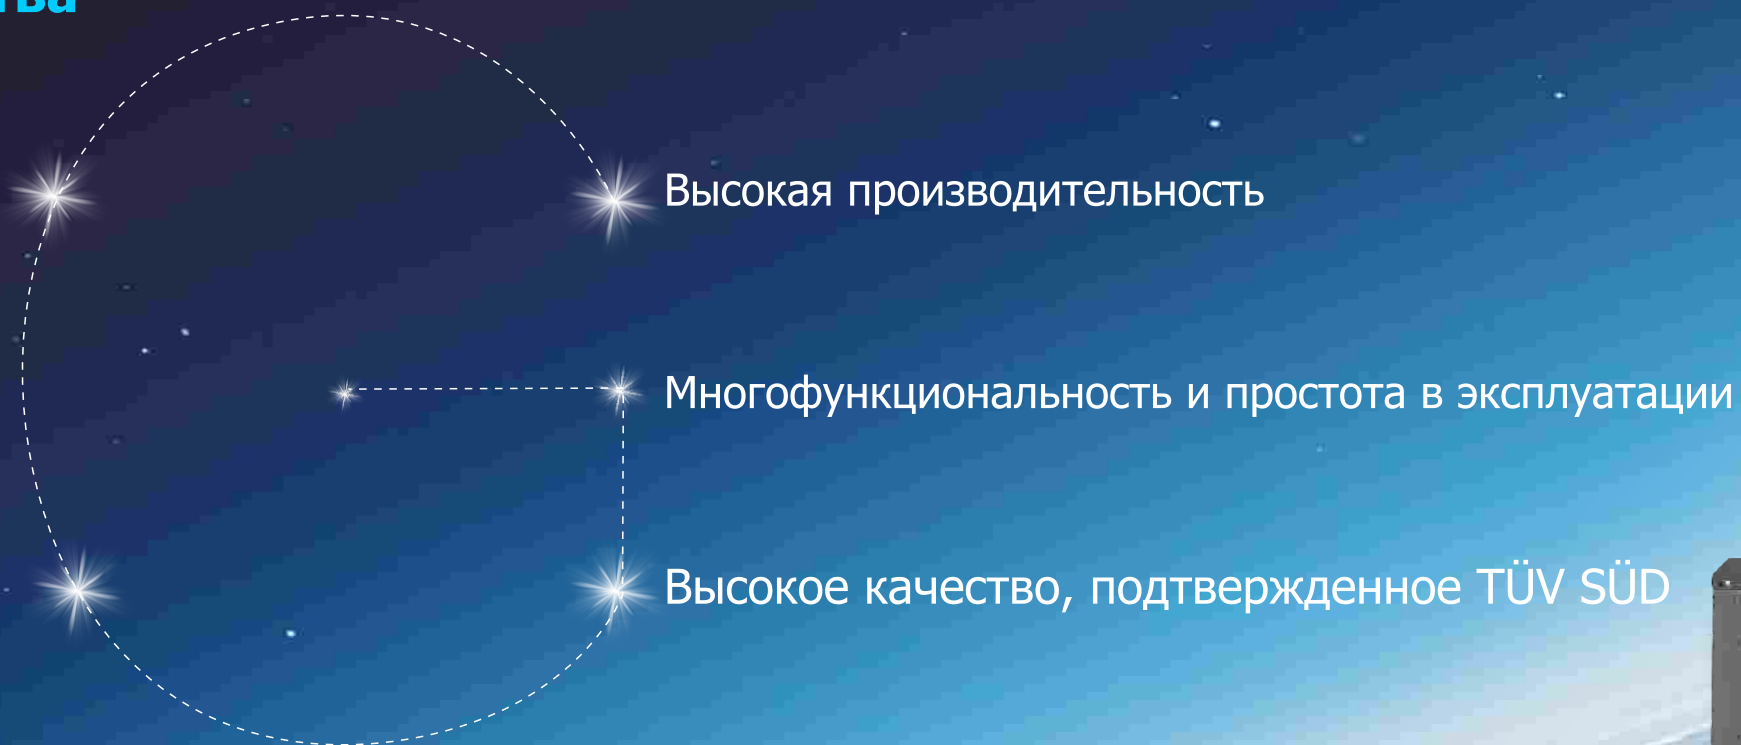 Высокая производительность
Многофункциональность и простота в эксплуатации
Высокое качество, подтвержденное TÜV SÜD